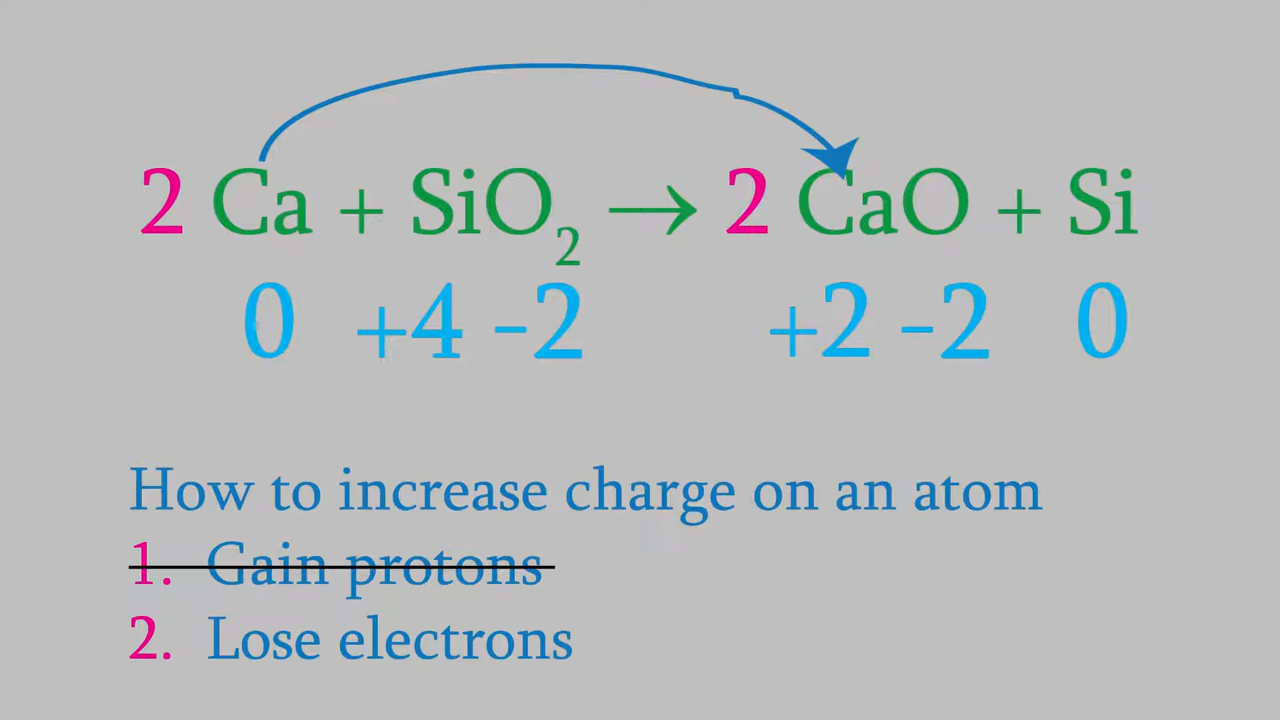 2 Ca + SiO₂ → 2 CaO + Si
0 +4 -2 +2 -2 0
How to increase charge on an atom
1. Gain protons
2. Lose electrons